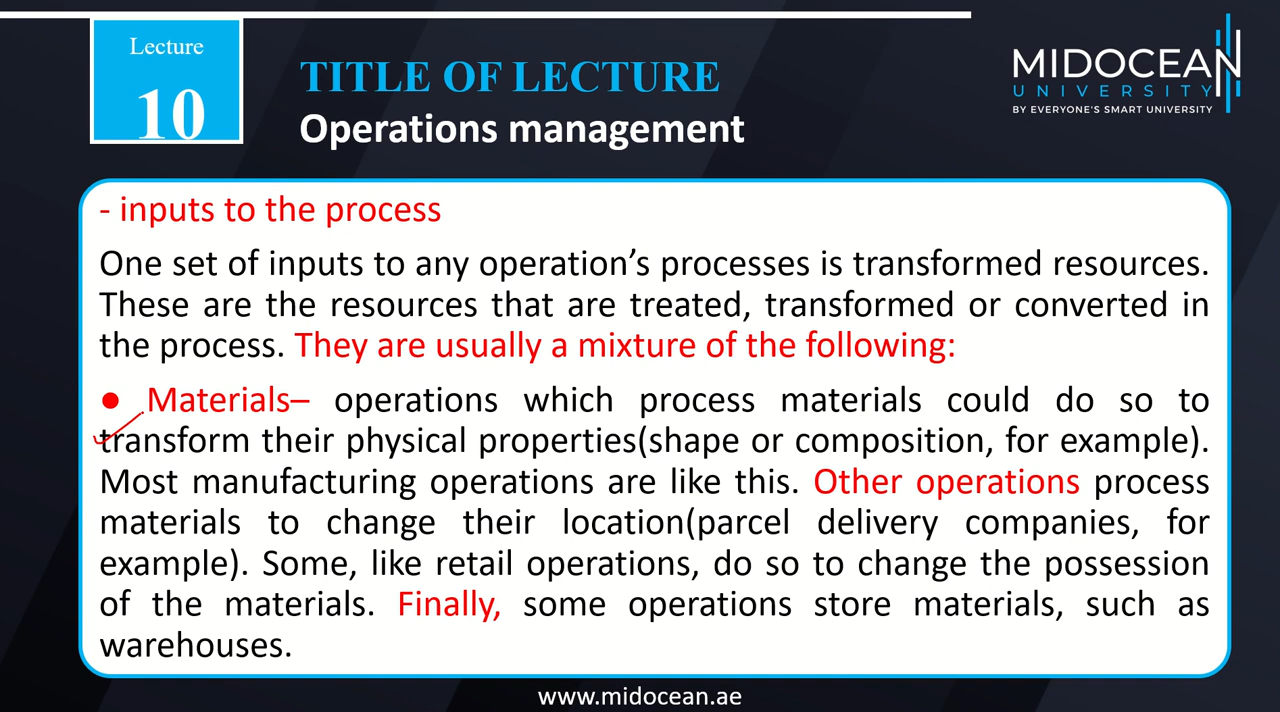 Lecture
10
TITLE OF LECTURE
Operations management
MIDOCEAN
UNIVERSITY
BY EVERYONE'S SMART UNIVERSITY
- inputs to the process
One set of inputs to any operation’s processes is transformed resources.
These are the resources that are treated, transformed or converted in
the process. They are usually a mixture of the following:
● Materials– operations which process materials could do so to
transform their physical properties(shape or composition, for example).
Most manufacturing operations are like this. Other operations process
materials to change their location(parcel delivery companies, for
example). Some, like retail operations, do so to change the possession
of the materials. Finally, some operations store materials, such as
warehouses.
www.midocean.ae